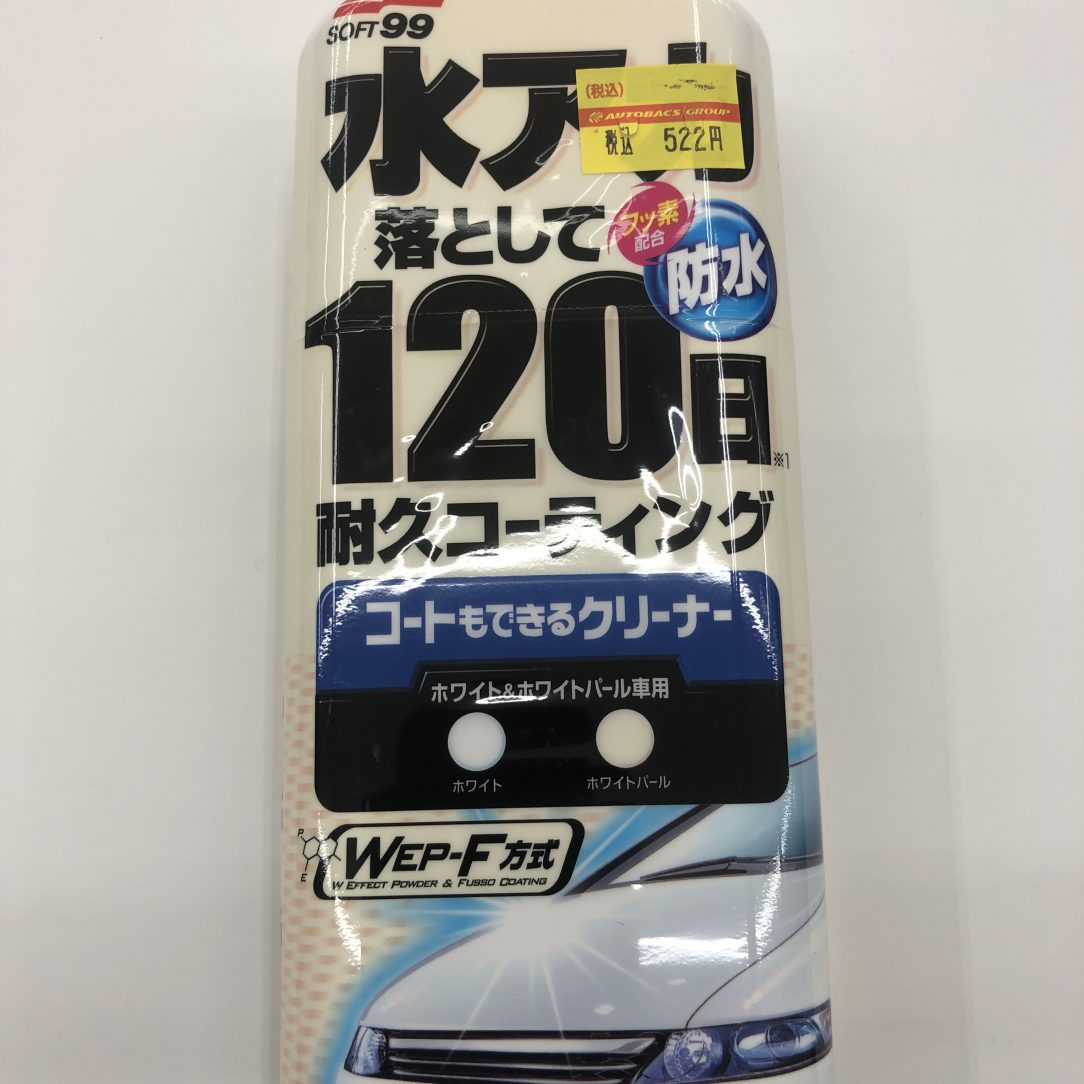 SOFT99
水アカ
(税込)
AUTOBACS GROUP
税込 522円
落として
フッ素
配合
防水
120日
※1
耐久コーティング
コートもできるクリーナー
ホワイト&ホワイトパール車用
ホワイト ホワイトパール
P
E
WEP-F方式
W EFFECT POWDER & FUSSO COATING